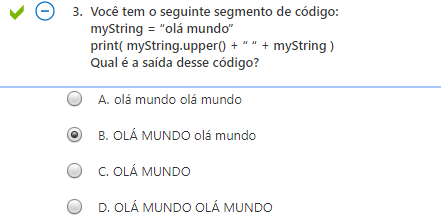 3. Você tem o seguinte segmento de código:
myString = “olá mundo”
print( myString.upper() + “ “ + myString )
Qual é a saída desse código?
A. olá mundo olá mundo
B. OLÁ MUNDO olá mundo
C. OLÁ MUNDO
D. OLÁ MUNDO OLÁ MUNDO